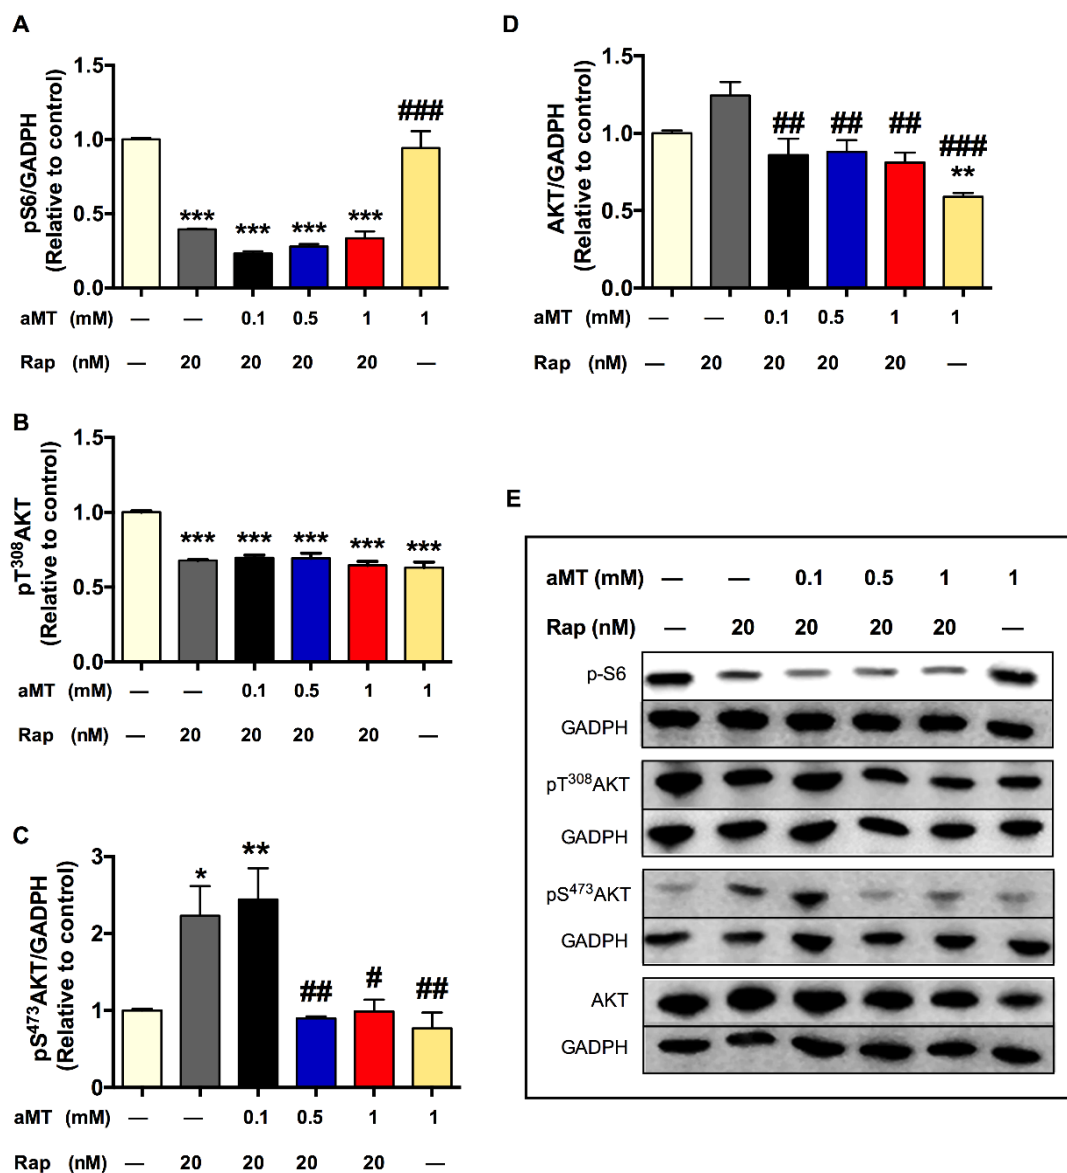 A
pS6/GADPH
(Relative to control)
1.5
1.0
0.5
0.0
*** *** *** *** ###
aMT (mM) — — 0.1 0.5 1 1
Rap (nM) — 20 20 20 20 —
B
pT308AKT
(Relative to control)
1.5
1.0
0.5
0.0
*** *** *** *** ***
aMT (mM) — — 0.1 0.5 1 1
Rap (nM) — 20 20 20 20 —
C
pS473AKT/GADPH
(Relative to control)
3
2
1
0
* ** ## # ##
aMT (mM) — — 0.1 0.5 1 1
Rap (nM) — 20 20 20 20 —
D
AKT/GADPH
(Relative to control)
1.5
1.0
0.5
0.0
## ## ## ###
**
aMT (mM) — — 0.1 0.5 1 1
Rap (nM) — 20 20 20 20 —
E
aMT (mM) — — 0.1 0.5 1 1
Rap (nM) — 20 20 20 20 —
p-S6
GADPH
pT308AKT
GADPH
pS473AKT
GADPH
AKT
GADPH